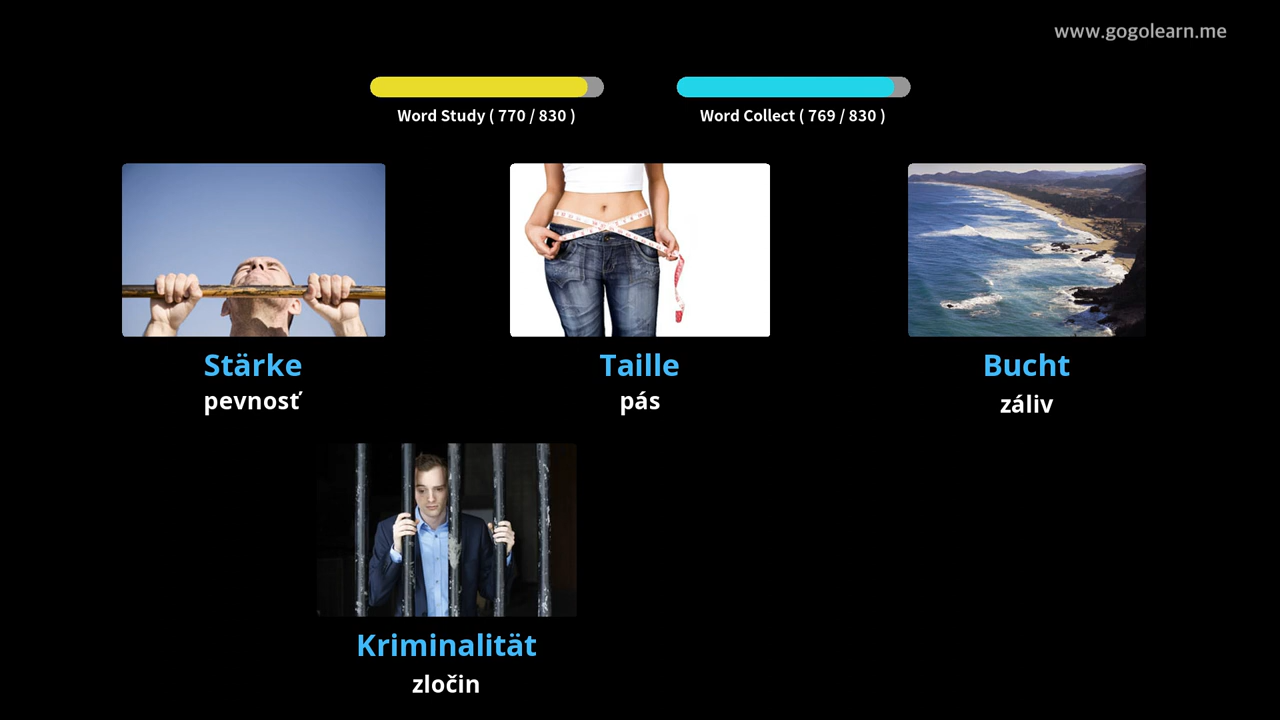 www.gogolearn.me
Word Study ( 770 / 830 )
Word Collect ( 769 / 830 )
Stärke
pevnosť
Taille
pás
Bucht
záliv
Kriminalität
zločin